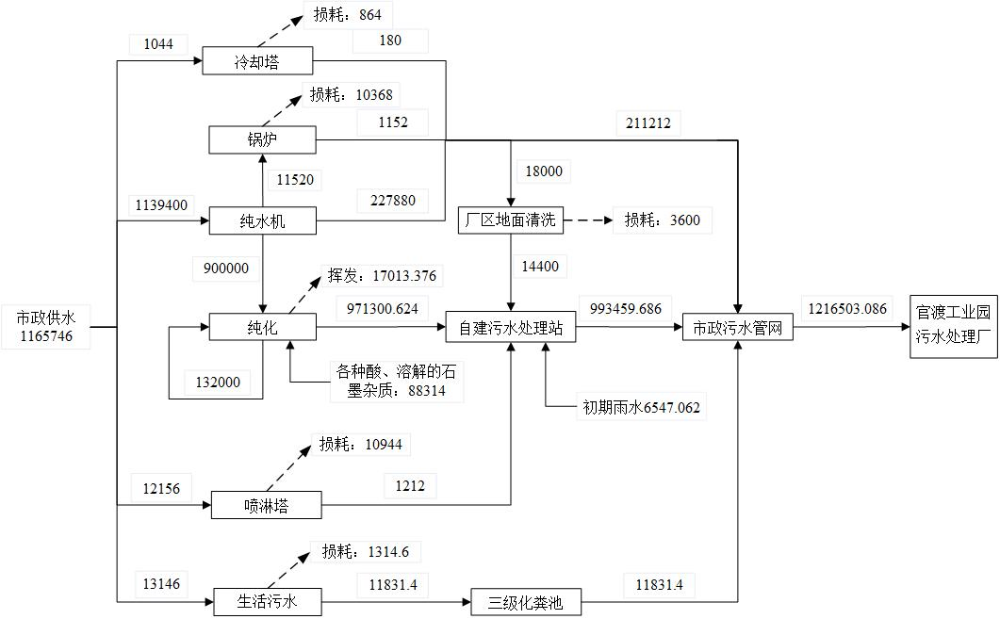 损耗：864
1044
180
冷却塔
损耗：10368
1152
211212
锅炉
11520
18000
1139400
227880
纯水机
厂区地面清洗
损耗：3600
900000
挥发：17013.376
14400
市政供水
1165746
纯化
971300.624
自建污水处理站
993459.686
市政污水管网
1216503.086
官渡工业园
污水处理厂
132000
各种酸、溶解的石
墨杂质：88314
初期雨水6547.062
损耗：10944
12156
1212
喷淋塔
损耗：1314.6
13146
11831.4
11831.4
生活污水
三级化粪池